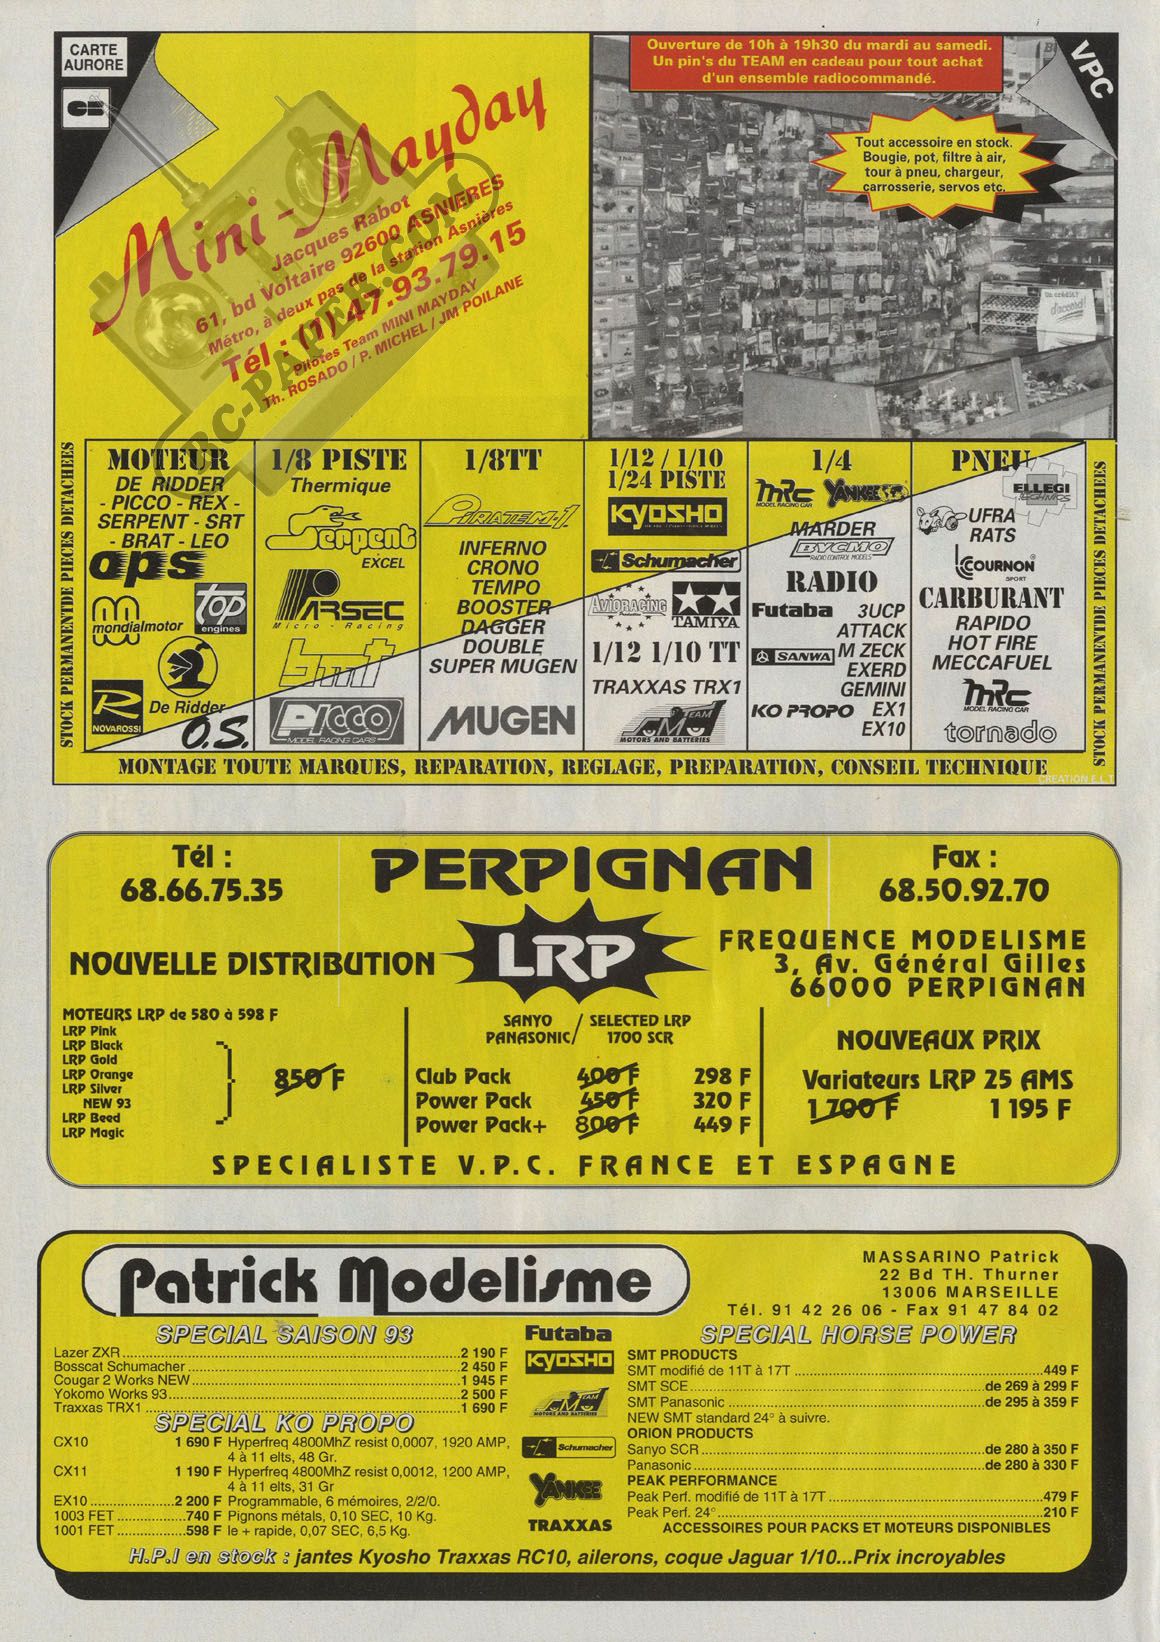 CARTE
AURORE
CB
VPC
Ouverture de 10h à 19h30 du mardi au samedi.
Un pin's du TEAM en cadeau pour tout achat
d'un ensemble radiocommandé.
Tout accessoire en stock.
Bougie, pot, filtre à air,
tour à pneu, chargeur,
carrosserie, servos etc.
Un crédit?
d'accord!
Mini-Mayday
Jacques Rabot
61, bd Voltaire 92600 ASNIERES
Métro, à deux pas de la station Asnières
Tél : (1) 47.93.79.15
Pilotes Team MINI MAYDAY
Th. ROSADO / P. MICHEL / JM POILANE
RC-PAPER.COM
STOCK PERMANENTDE PIECES DETACHEES
MOTEUR
DE RIDDER
- PICCO - REX -
SERPENT - SRT
- BRAT - LEO
ops
mondialmotor
top
engines
De Ridder
NOVAROSSI
O.S.
1/8 PISTE
Thermique
Serpent
EXCEL
PARSEC
Micro - Racing
bmt
PICCO
MODEL RACING CARS
1/8TT
PIRATEM-1
INFERNO
CRONO
TEMPO
BOOSTER
DAGGER
DOUBLE
SUPER MUGEN
MUGEN
1/12 / 1/10
1/24 PISTE
KYOSHO
Schumacher
AVIORACING
TAMIYA
1/12 1/10 TT
TRAXXAS TRX1
TEAM
MOTORS AND BATTERIES
1/4
MRC
MODEL RACING CAR
YANKEE
MARDER
BYCMO
RADIO CONTROL MODELS
RADIO
Futaba
3UCP
ATTACK
M ZECK
SANWA
EXERD
GEMINI
KO PROPO
EX1
EX10
PNEU
ELLEGI
TECHNICS
UFRA
RATS
COURNON
SPORT
CARBURANT
RAPIDO
HOT FIRE
MECCAFUEL
MRC
MODEL RACING CAR
tornado
STOCK PERMANTDE PIECES DETACHEES
MONTAGE TOUTE MARQUES, REPARATION, REGLAGE, PREPARATION, CONSEIL TECHNIQUE
CREATION E.L.T
Tél :
68.66.75.35
PERPIGNAN
Fax :
68.50.92.70
NOUVELLE DISTRIBUTION
LRP
FREQUENCE MODELISME
3, Av. Général Gilles
66000 PERPIGNAN
MOTEURS LRP de 580 à 598 F
LRP Pink
LRP Black
LRP Gold
LRP Orange
LRP Silver
NEW 93
LRP Beed
LRP Magic
850 F
SANYO / SELECTED LRP
PANASONIC/ 1700 SCR
Club Pack 400 F 298 F
Power Pack 450 F 320 F
Power Pack+ 800 F 449 F
NOUVEAUX PRIX
Variateurs LRP 25 AMS
1 700 F 1 195 F
SPECIALISTE V.P.C. FRANCE ET ESPAGNE
Patrick Modelisme
MASSARINO Patrick
22 Bd TH. Thurner
13006 MARSEILLE
Tél. 91 42 26 06 - Fax 91 47 84 02
SPECIAL SAISON 93
Lazer ZXR 2 190 F
Bosscat Schumacher 2 450 F
Cougar 2 Works NEW 1 945 F
Yokomo Works 93 2 500 F
Traxxas TRX1 1 690 F
SPECIAL KO PROPO
CX10 1 690 F Hyperfreq 4800MhZ resist 0,0007, 1920 AMP,
4 à 11 elts, 48 Gr.
CX11 1 190 F Hyperfreq 4800MhZ resist 0,0012, 1200 AMP,
4 à 11 elts, 31 Gr
EX10 2 200 F Programmable, 6 mémoires, 2/2/0.
1003 FET 740 F Pignons métals, 0,10 SEC, 10 Kg.
1001 FET 598 F le + rapide, 0,07 SEC, 6,5 Kg.
Futaba
KYOSHO
TEAM
MOTORS AND BATTERIES
Schumacher
YANKEE
TRAXXAS
SPECIAL HORSE POWER
SMT PRODUCTS
SMT modifié de 11T à 17T 449 F
SMT SCE de 269 à 299 F
SMT Panasonic de 295 à 359 F
NEW SMT standard 24° à suivre.
ORION PRODUCTS
Sanyo SCR de 280 à 350 F
Panasonic de 280 à 330 F
PEAK PERFORMANCE
Peak Perf. modifié de 11T à 17T 479 F
Peak Perf. 24° 210 F
ACCESSOIRES POUR PACKS ET MOTEURS DISPONIBLES
H.P.I en stock : jantes Kyosho Traxxas RC10, ailerons, coque Jaguar 1/10...Prix incroyables